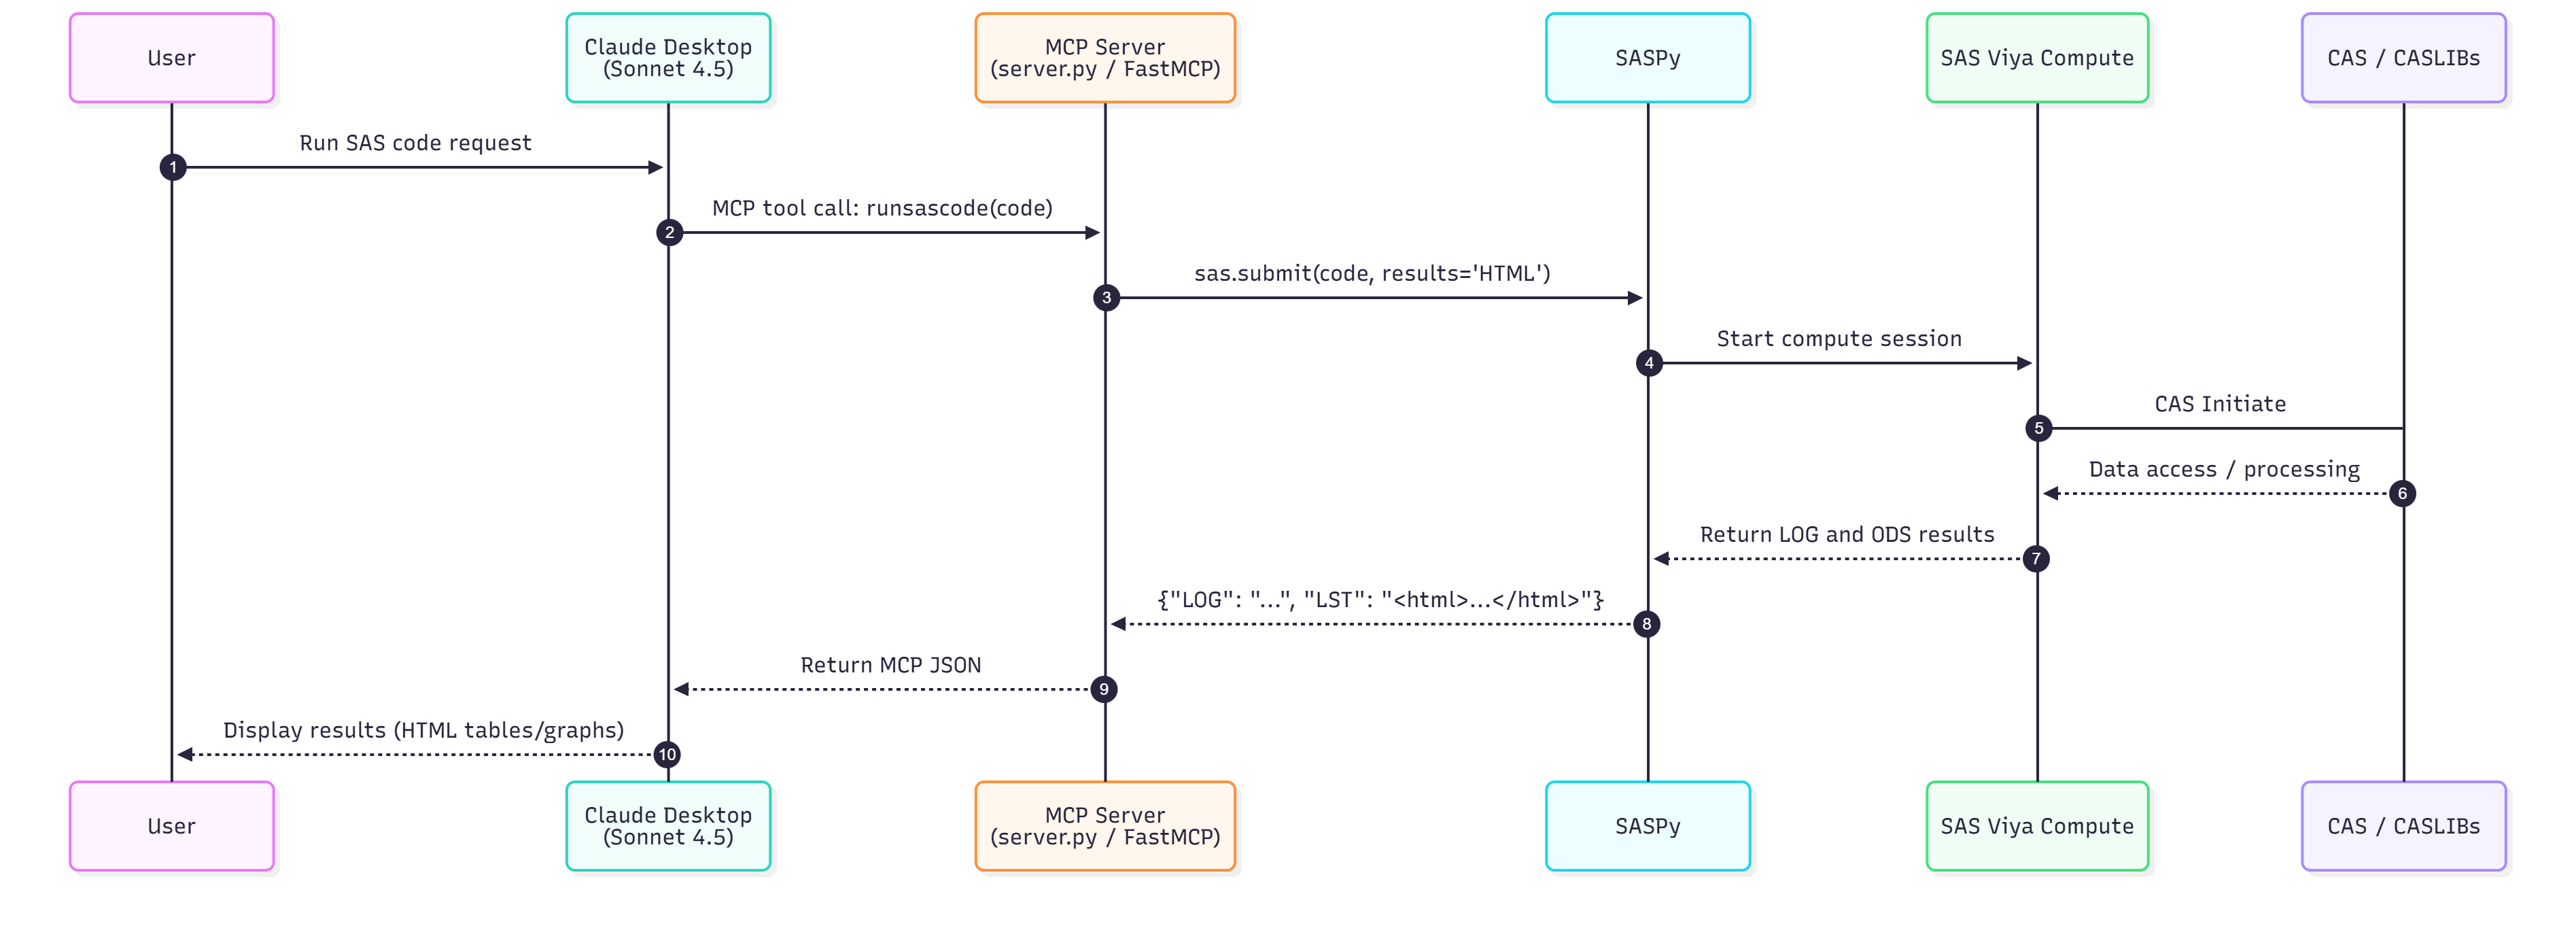 User
Claude Desktop
(Sonnet 4.5)
MCP Server
(server.py / FastMCP)
SASPy
SAS Viya Compute
CAS / CASLIBs
Run SAS code request
1
MCP tool call: runsascode(code)
2
sas.submit(code, results='HTML')
3
Start compute session
4
CAS Initiate
5
Data access / processing
6
Return LOG and ODS results
7
{"LOG": "...", "LST": "<html>...</html>"}
8
Return MCP JSON
9
Display results (HTML tables/graphs)
10
User
Claude Desktop
(Sonnet 4.5)
MCP Server
(server.py / FastMCP)
SASPy
SAS Viya Compute
CAS / CASLIBs